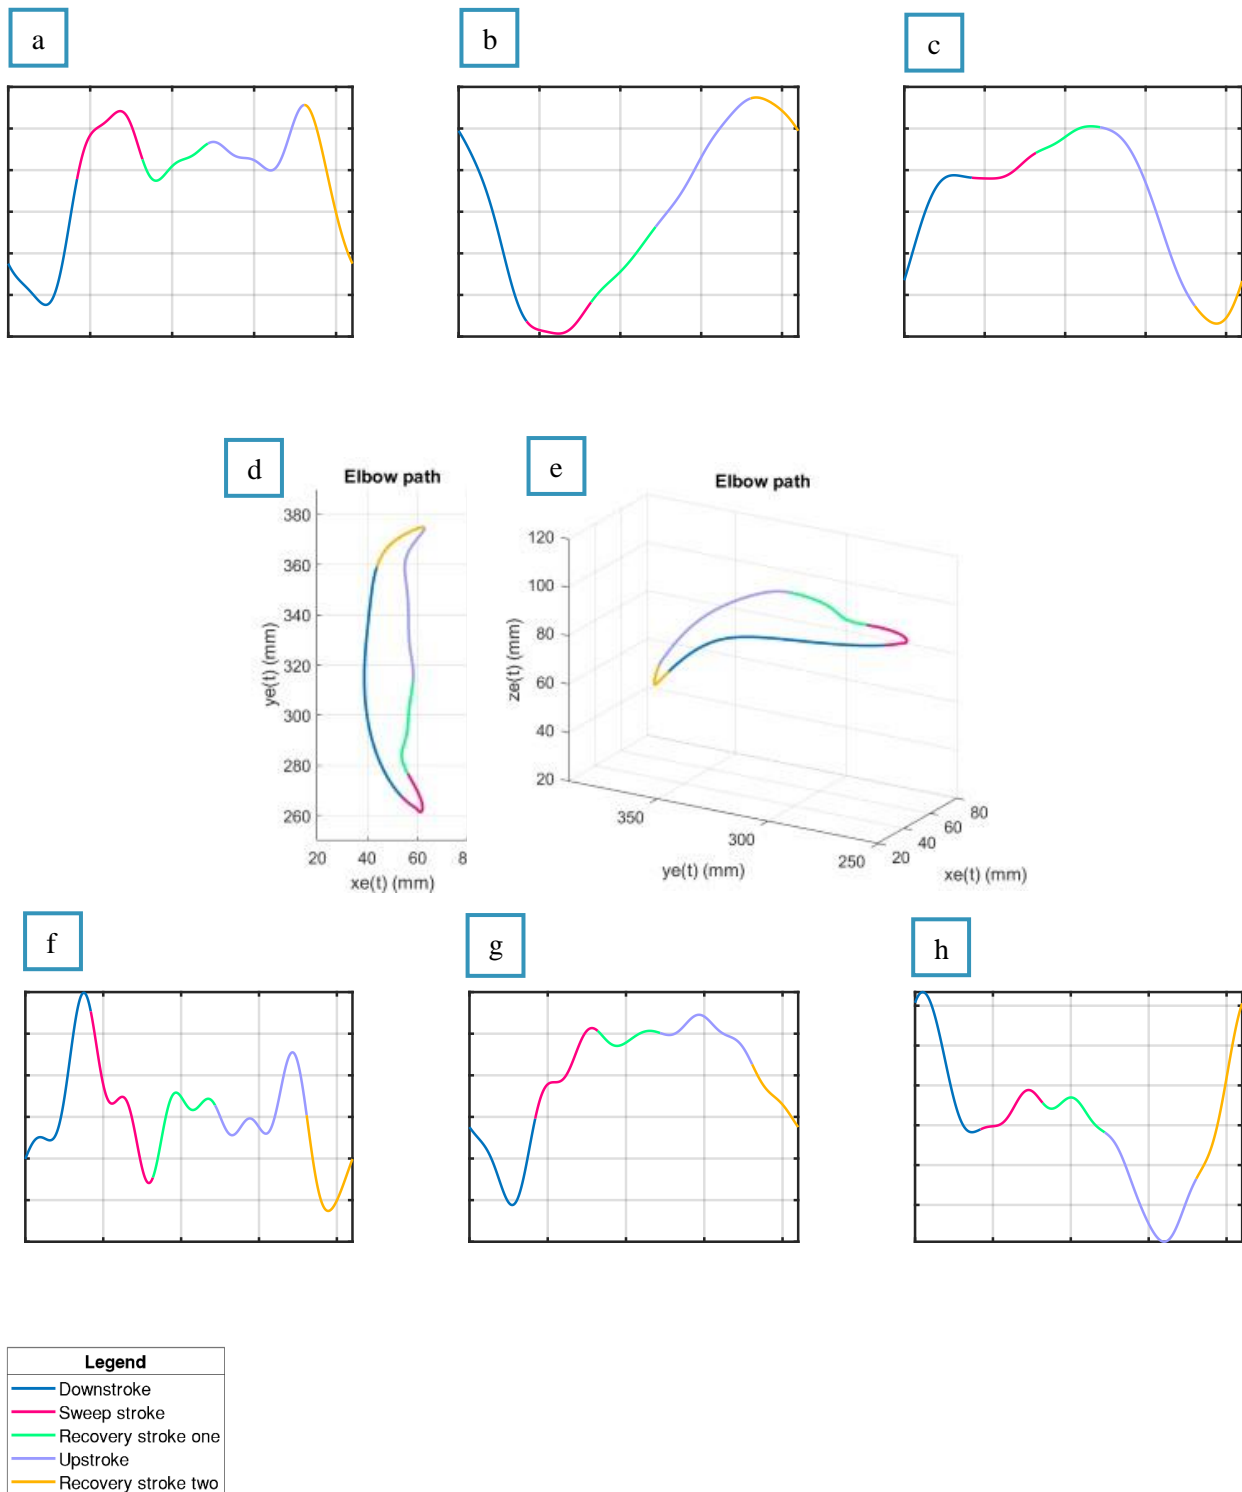 a
b
c
d
e
Elbow path
Elbow path
380
360
340
320
300
280
260
ye(t) (mm)
20 40 60 8
xe(t) (mm)
120
100
80
60
40
20
ze(t) (mm)
350
300
250
ye(t) (mm)
20
40
60
80
xe(t) (mm)
f
g
h
Legend
Downstroke
Sweep stroke
Recovery stroke one
Upstroke
Recovery stroke two